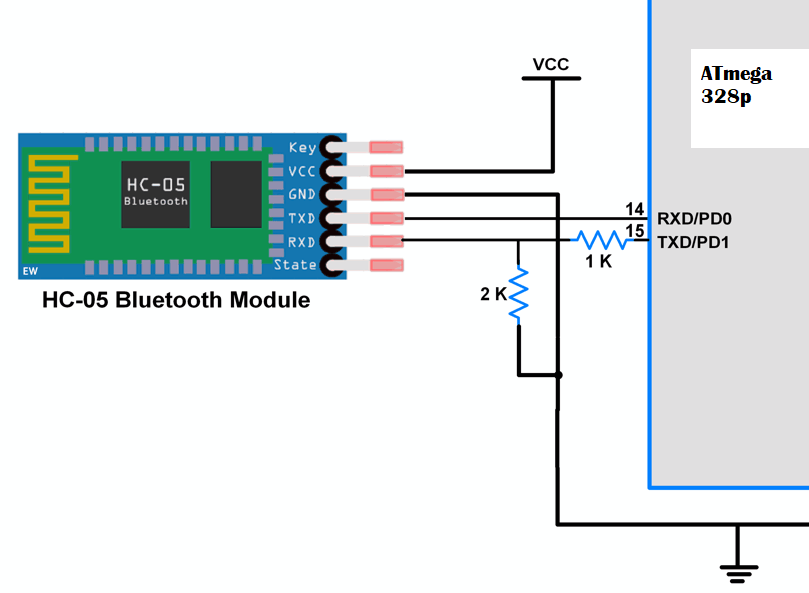 VCC
ATmega
328p
Key
VCC
GND
TXD
RXD
State
HC-05
Bluetooth
EW
HC-05 Bluetooth Module
14
RXD/PD0
15
TXD/PD1
1 K
2 K